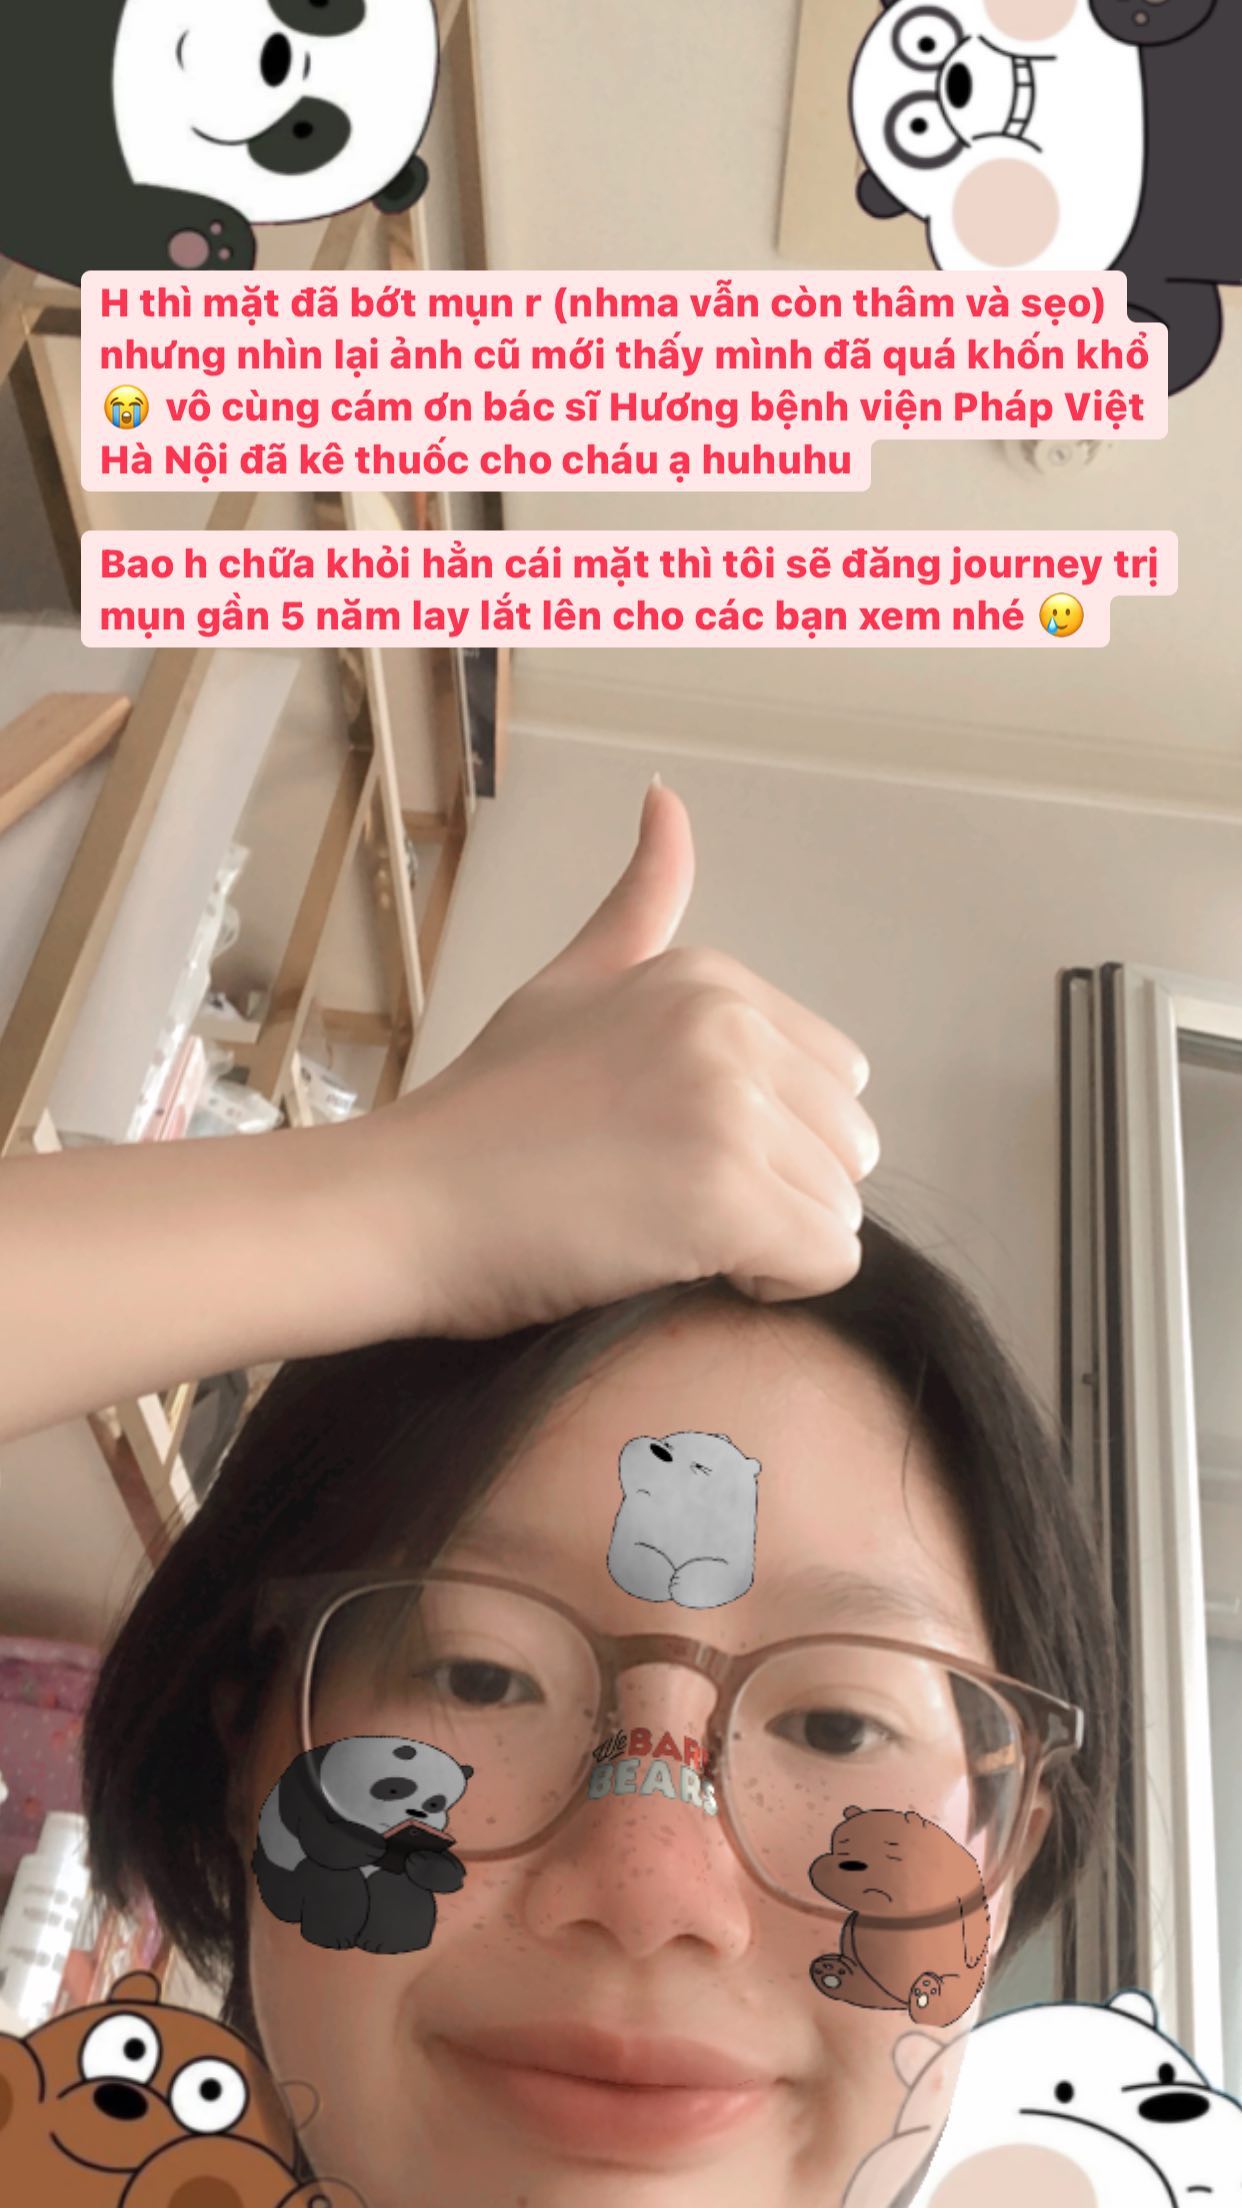 H thì mặt đã bớt mụn r (nhma vẫn còn thâm và sẹo)
nhưng nhìn lại ảnh cũ mới thấy mình đã quá khốn khổ
😭 vô cùng cám ơn bác sĩ Hương bệnh viện Pháp Việt
Hà Nội đã kê thuốc cho cháu ạ huhuhu
Bao h chữa khỏi hẳn cái mặt thì tôi sẽ đăng journey trị
mụn gần 5 năm lay lắt lên cho các bạn xem nhé 🥲
We BARE
BEARS